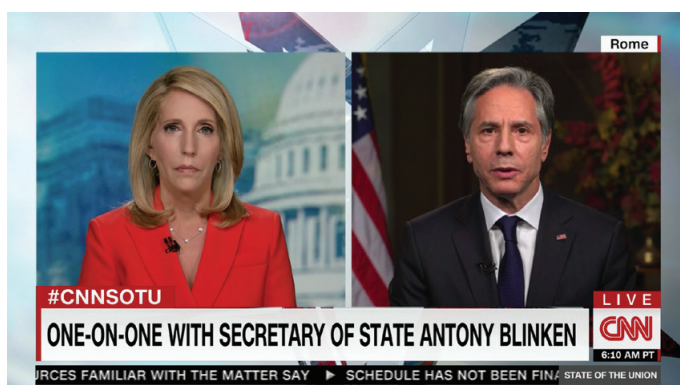 Rome
#CNNSOTU
ONE-ON-ONE WITH SECRETARY OF STATE ANTONY BLINKEN
LIVE
CNN
6:10 AM PT
URCES FAMILIAR WITH THE MATTER SAY ▶ SCHEDULE HAS NOT BEEN FINA
STATE OF THE UNION